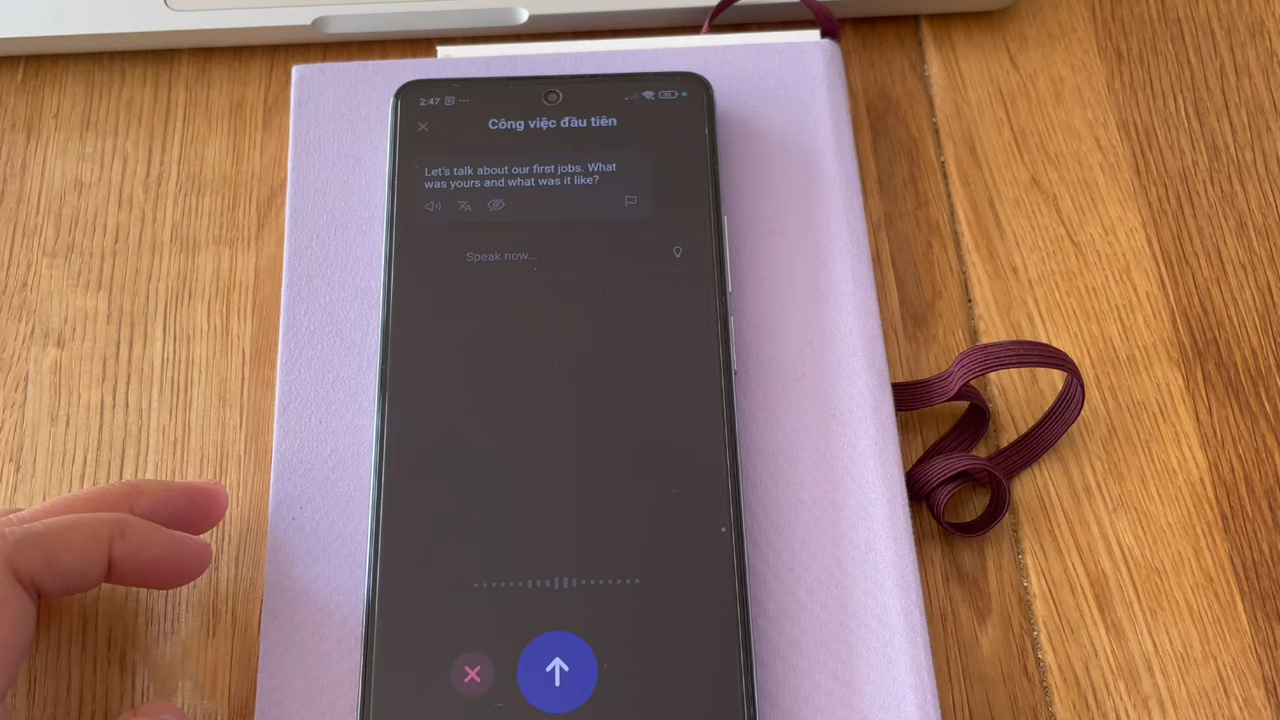 2:47
Công việc đầu tiên
Let's talk about our first jobs. What
was yours and what was it like?
Speak now...